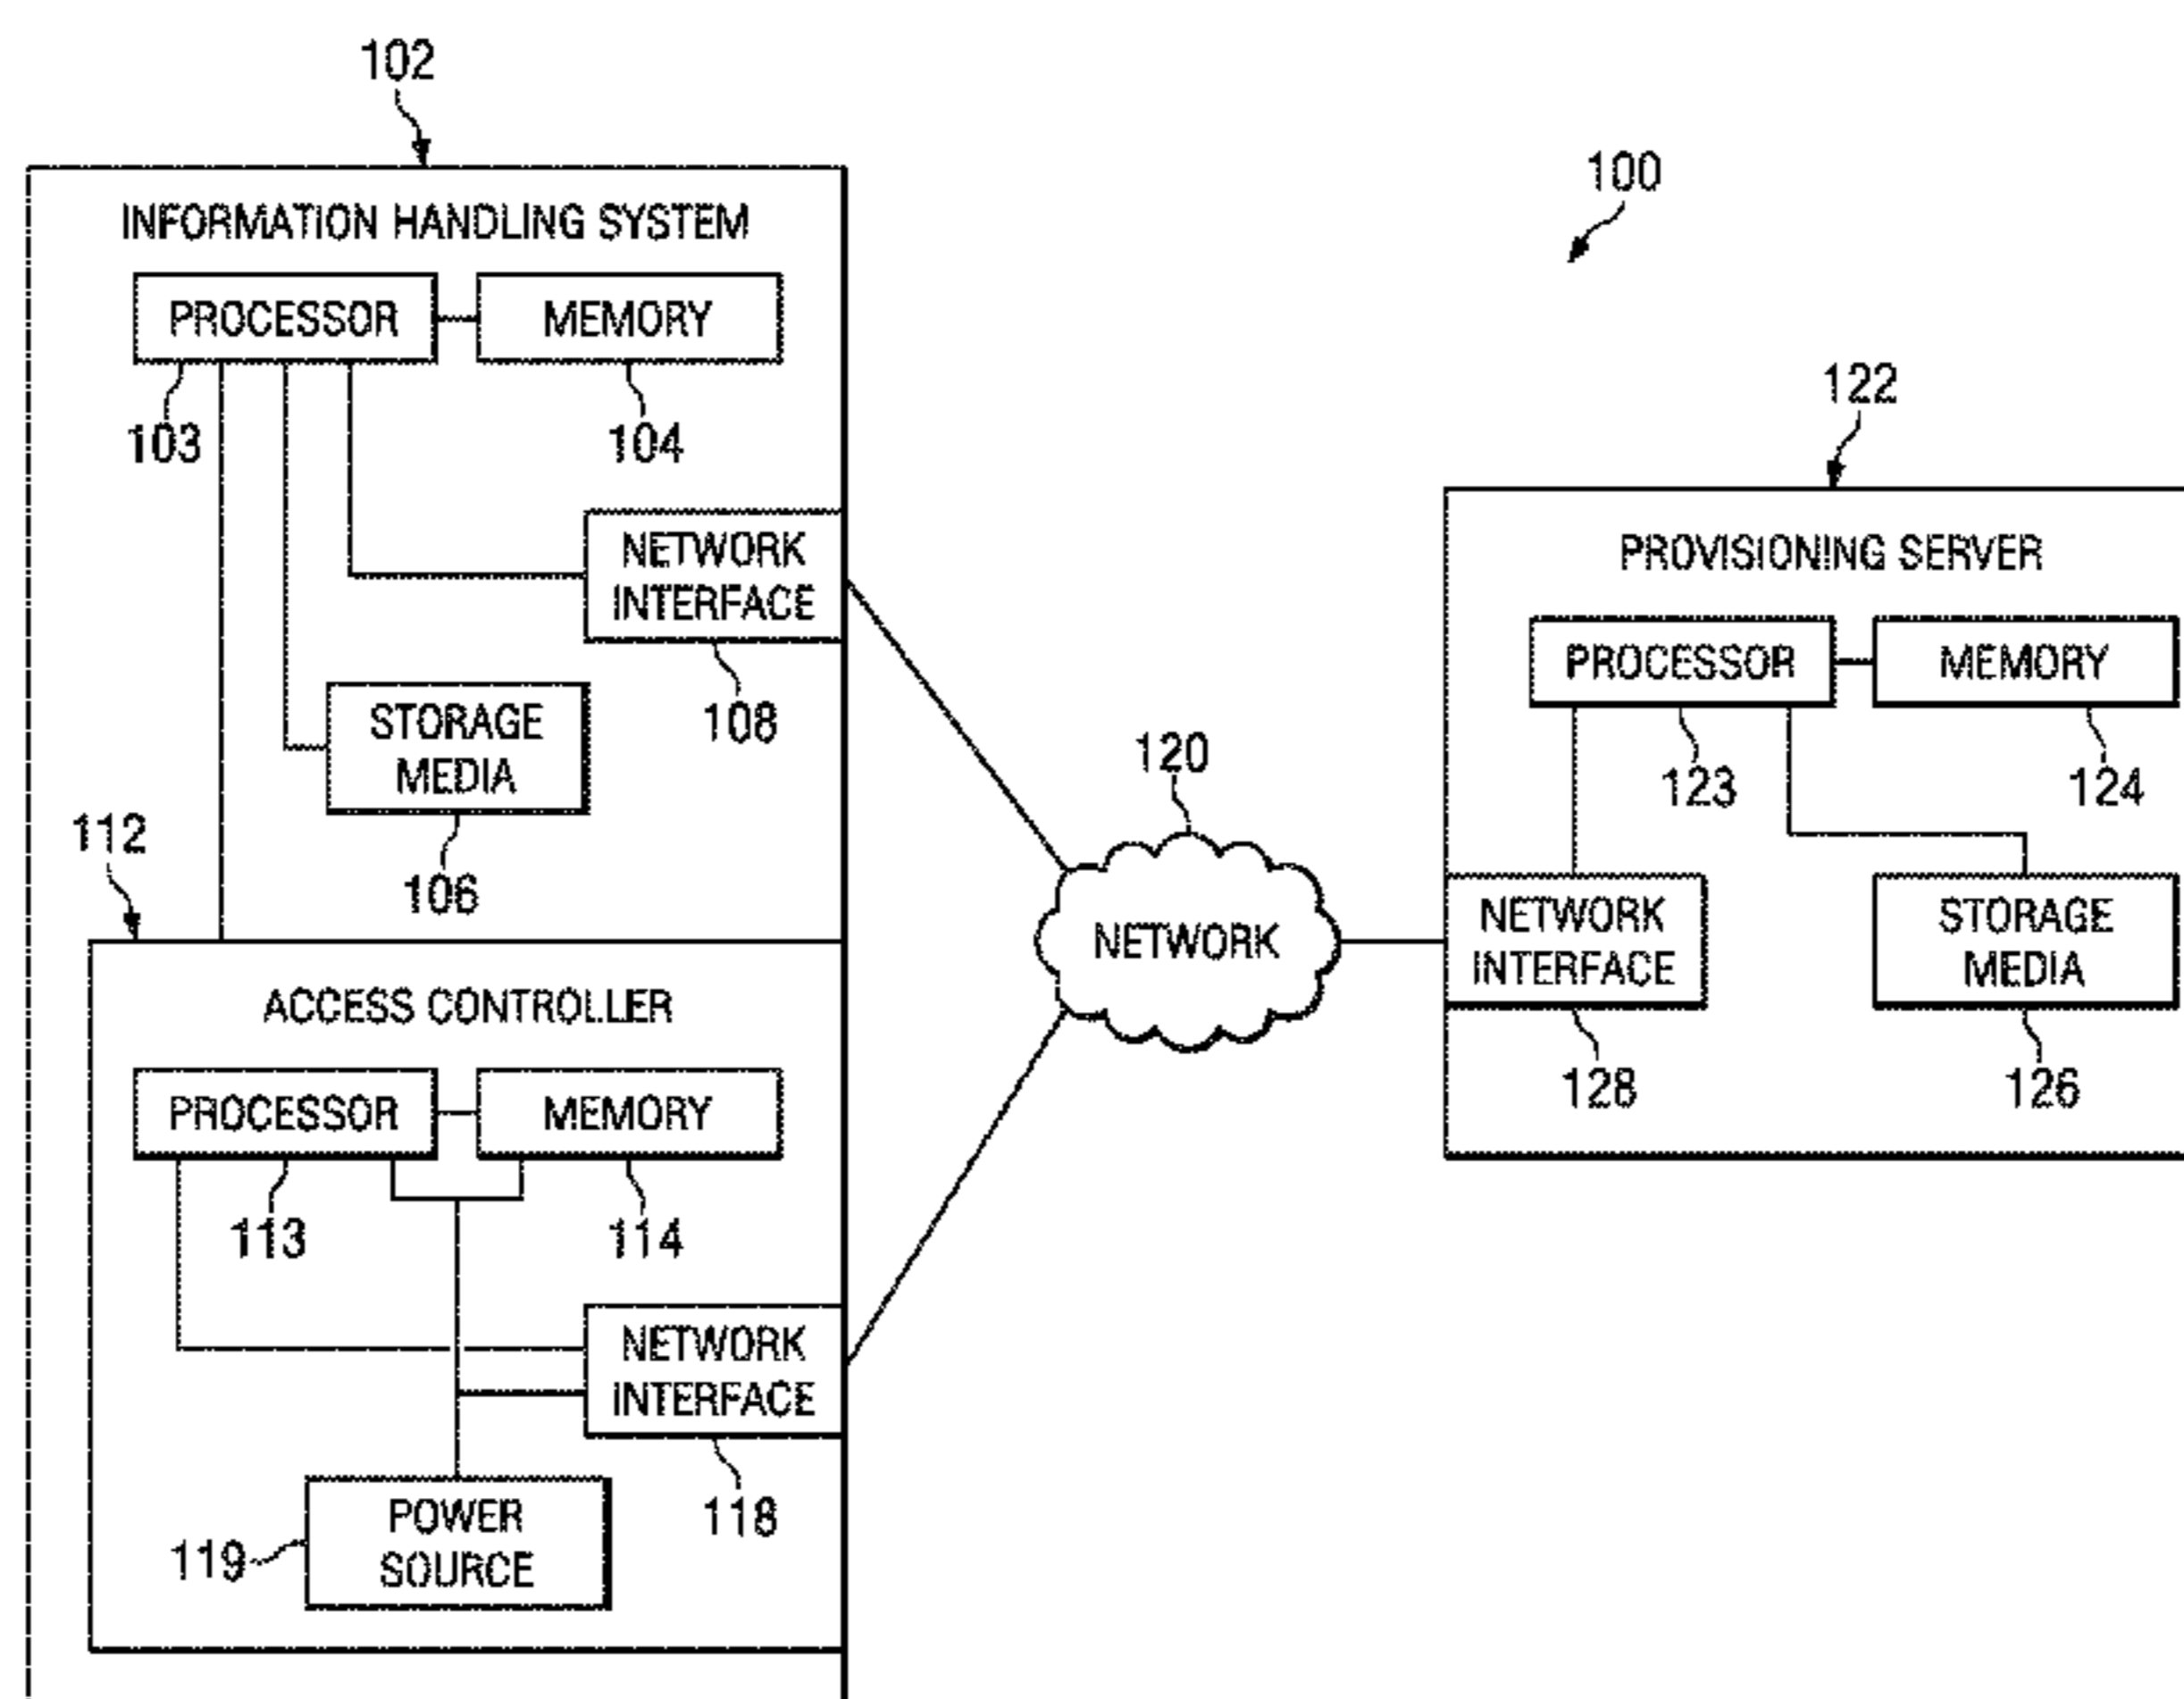 102
100
INFORMATION HANDLING SYSTEM
PROCESSOR
MEMORY
103
104
NETWORK
INTERFACE
108
STORAGE
MEDIA
106
112
ACCESS CONTROLLER
PROCESSOR
MEMORY
113
114
NETWORK
INTERFACE
118
POWER
SOURCE
119
120
NETWORK
122
PROVISIONING SERVER
PROCESSOR
MEMORY
123
124
NETWORK
INTERFACE
128
STORAGE
MEDIA
126